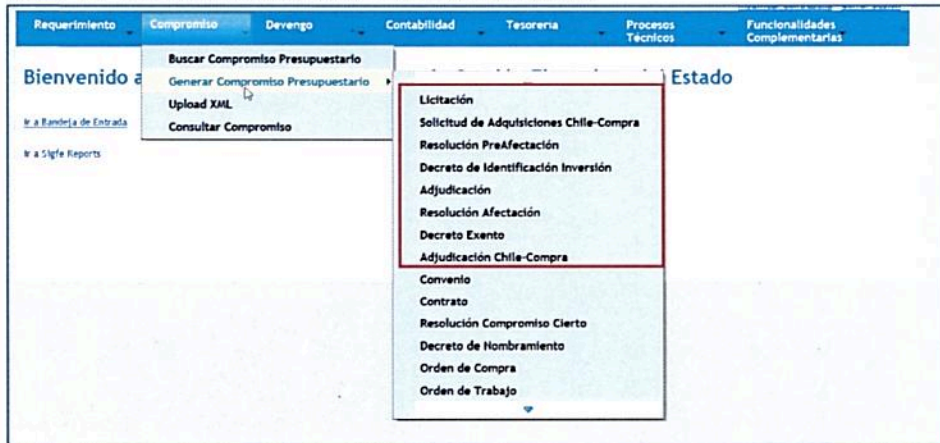 Requerimiento
Compromiso
Devengo
Contabilidad
Tesorería
Procesos Técnicos
Funcionalidades Complementarias
Bienvenido a
Estado
Ir a Bandeja de Entrada
Ir a Sigfe Reports
Buscar Compromiso Presupuestario
Generar Compromiso Presupuestario
Upload XML
Consultar Compromiso
Licitación
Solicitud de Adquisiciones Chile-Compra
Resolución PreAfectación
Decreto de Identificación Inversión
Adjudicación
Resolución Afectación
Decreto Exento
Adjudicación Chile-Compra
Convenio
Contrato
Resolución Compromiso Cierto
Decreto de Nombramiento
Orden de Compra
Orden de Trabajo